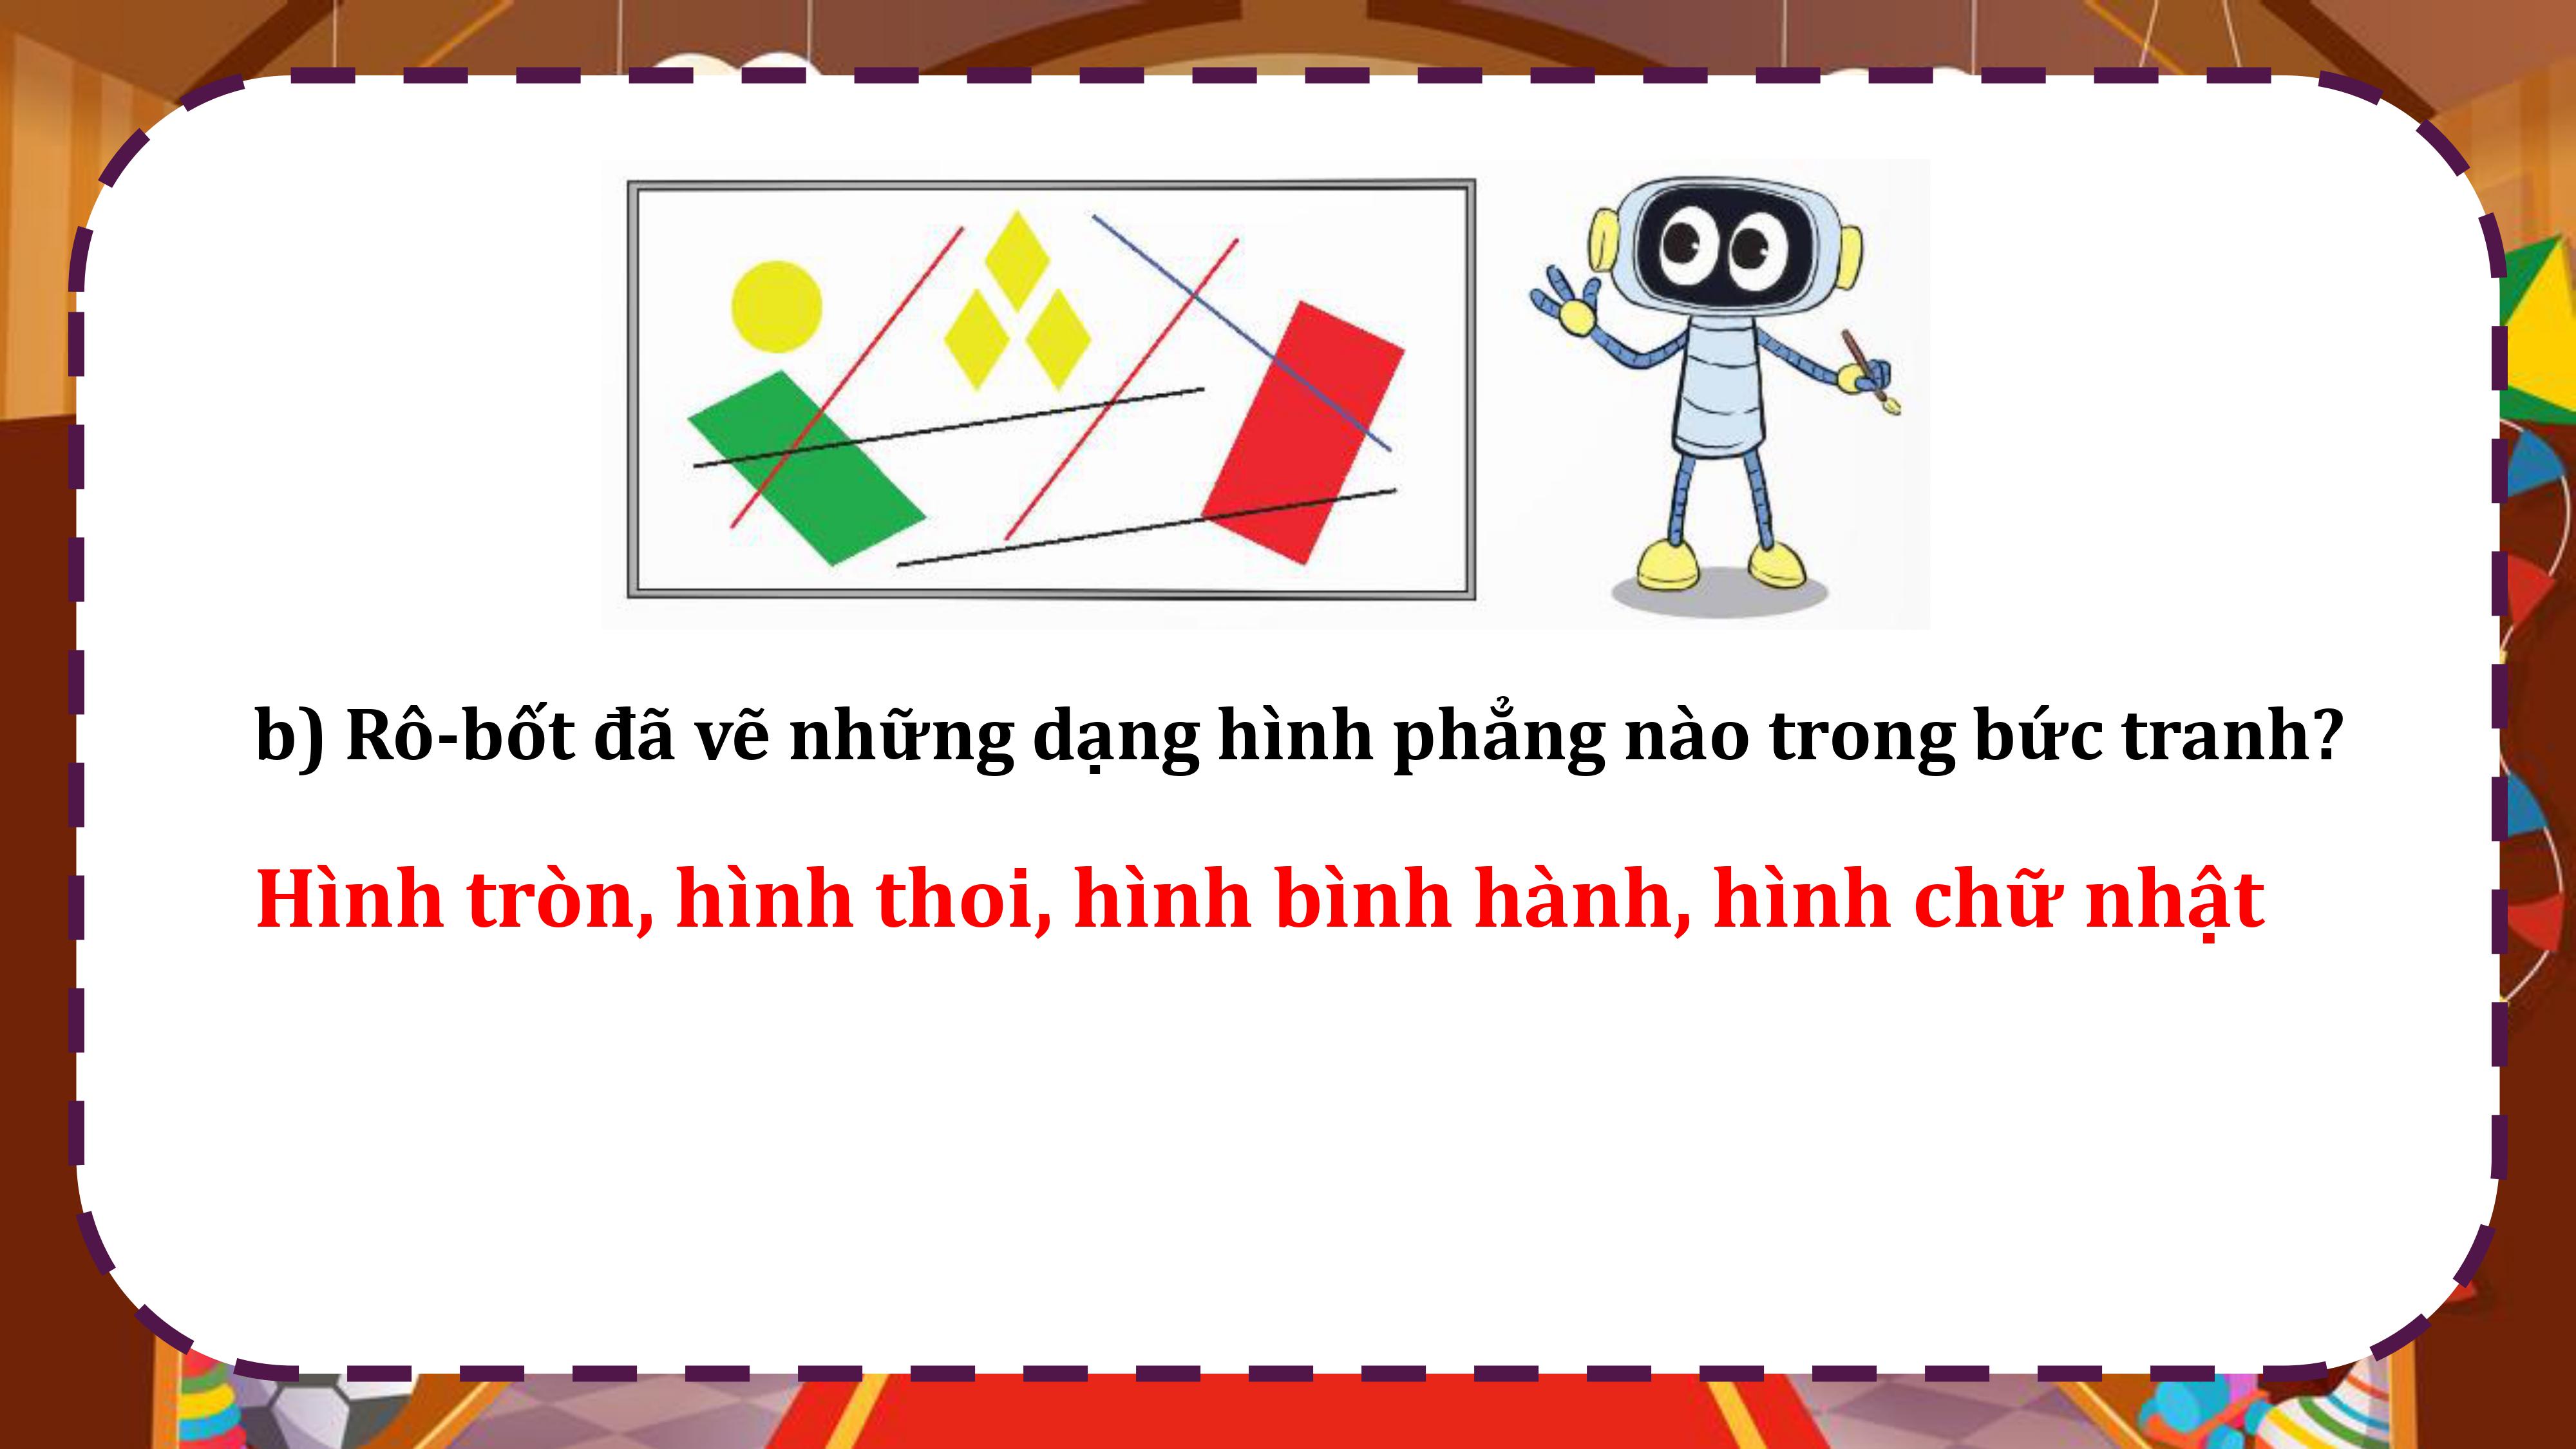 b) Rô-bốt đã vẽ những dạng hình phẳng nào trong bức tranh?
Hình tròn, hình thoi, hình bình hành, hình chữ nhật